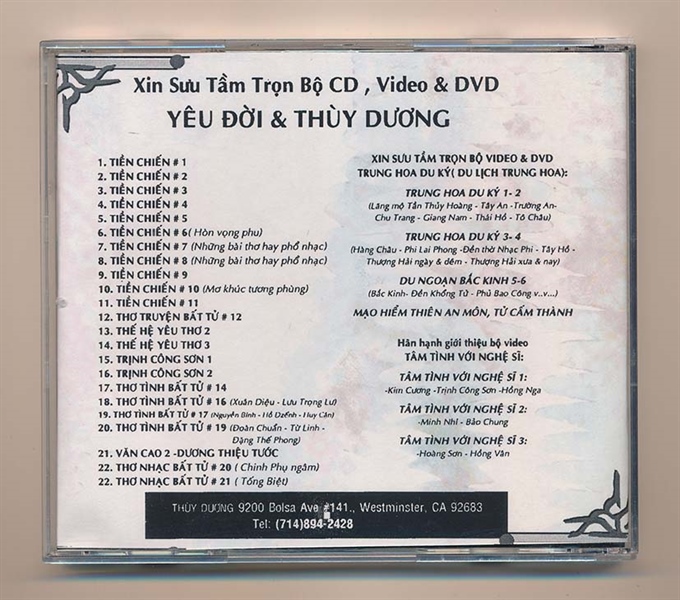 Xin Sưu Tầm Trọn Bộ CD , Video & DVD
YÊU ĐỜI & THÙY DƯƠNG
1. TIỀN CHIẾN # 1
2. TIỀN CHIẾN # 2
3. TIỀN CHIẾN # 3
4. TIỀN CHIẾN # 4
5. TIỀN CHIẾN # 5
6. TIỀN CHIẾN # 6( Hòn vọng phu)
7. TIỀN CHIẾN # 7 (Những bài thơ hay phổ nhạc)
8. TIỀN CHIẾN # 8 (Những bài thơ hay phổ nhạc)
9. TIỀN CHIẾN # 9
10. TIỀN CHIẾN # 10 (Mơ khúc tương phùng)
11. TIỀN CHIẾN # 11
12. THƠ TRUYỆN BẤT TỬ # 12
13. THẾ HỆ YÊU THƠ 2
14. THẾ HỆ YÊU THƠ 3
15. TRỊNH CÔNG SƠN 1
16. TRỊNH CÔNG SƠN 2
17. THƠ TÌNH BẤT TỬ # 14
18. THƠ TÌNH BẤT TỬ # 16 (Xuân Diệu - Lưu Trọng Lư)
19. THƠ TÌNH BẤT TỬ # 17 (Nguyễn Bính - Hồ Dzếnh - Huy Cận)
20. THƠ TÌNH BẤT TỬ # 19 (Đoàn Chuẩn - Từ Linh -
Đặng Thế Phong)
21. VĂN CAO 2 -DƯƠNG THIỆU TƯỚC
22. THƠ NHẠC BẤT TỬ # 20 ( Chinh Phụ ngâm)
22. THƠ NHẠC BẤT TỬ # 21 ( Tống Biệt)
XIN SƯU TẦM TRỌN BỘ VIDEO & DVD
TRUNG HOA DU KÝ( DU LỊCH TRUNG HOA):
TRUNG HOA DU KÝ 1- 2
(Lăng mộ Tần Thủy Hoàng - Tây An -Trường An-
Chu Trang - Giang Nam - Thái Hồ - Tô Châu)
TRUNG HOA DU KÝ 3- 4
(Hàng Châu - Phi Lai Phong -Đền thờ Nhạc Phi - Tây Hồ -
Thượng Hải ngày & đêm - Thượng Hải xưa & nay)
DU NGOẠN BẮC KINH 5-6
(Bắc Kinh- Đền Khổng Tử - Phủ Bao Công v..v...)
MẠO HIỂM THIÊN AN MÔN, TỬ CẤM THÀNH
Hân hạnh giới thiệu bộ video
TÂM TÌNH VỚI NGHỆ SĨ:
TÂM TÌNH VỚI NGHỆ SĨ 1:
-Kim Cương -Trịnh Công Sơn -Hồng Nga
TÂM TÌNH VỚI NGHỆ SĨ 2:
-Minh Nhí - Bảo Chung
TÂM TÌNH VỚI NGHỆ SĨ 3:
-Hoàng Sơn - Hồng Vân
THÙY DƯƠNG 9200 Bolsa Ave #141., Westminster, CA 92683
Tel: (714)894-2428